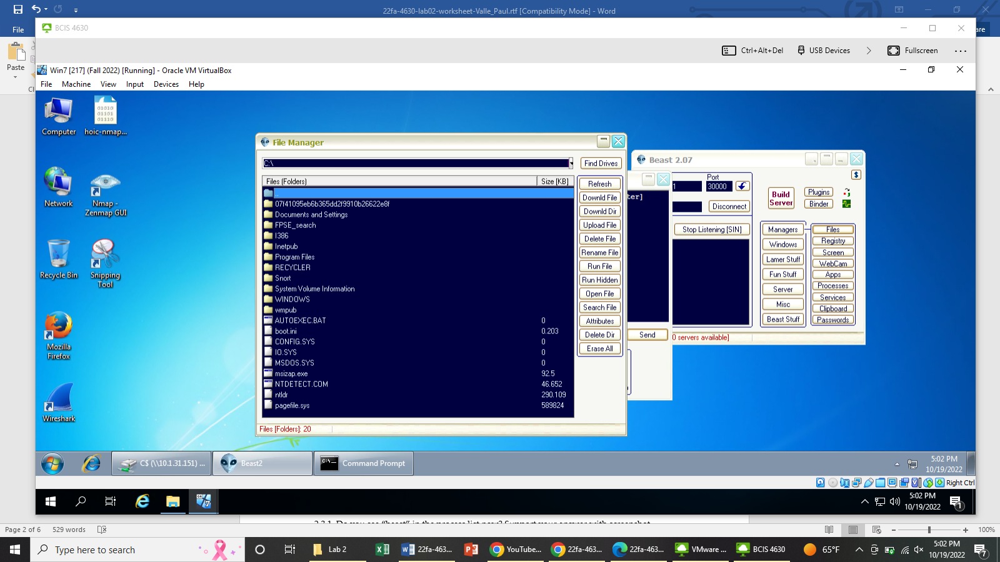 22fa-4630-lab02-worksheet-Valle_Paul.rtf [Compatibility Mode] - Word
File
are
Paste
BCIS 4630
Ctrl+Alt+Del
USB Devices
Fullscreen
Win7 [217] (Fall 2022) [Running] - Oracle VM VirtualBox
File Machine View Input Devices Help
Computer
hoic-nmap...
Network
Nmap -
Zenmap GUI
Recycle Bin
Snipping
Tool
Mozilla
Firefox
Wireshark
File Manager
C:\
Find Drives
Files (Folders) Size [KB]
..
07f41095eb6b365dd2f9910b26622e8f
Documents and Settings
FPSE_search
I386
Inetpub
Program Files
RECYCLER
Snort
System Volume Information
WINDOWS
wmpub
AUTOEXEC.BAT 0
boot.ini 0.203
CONFIG.SYS 0
IO.SYS 0
MSDOS.SYS 0
msizap.exe 92.5
NTDETECT.COM 46.652
ntldr 290.109
pagefile.sys 589824
Files [Folders]: 20
Refresh
Downld File
Downld Dir
Upload File
Delete File
Rename File
Run File
Run Hidden
Open File
Search File
Attributes
Delete Dir
Erase All
ter]
Send
Beast 2.07
Port
1 30000
Disconnect
Stop Listening [SIN]
Build
Server
Plugins
Binder
Managers
Windows
Lamer Stuff
Fun Stuff
Server
Misc
Beast Stuff
Files
Registry
Screen
WebCam
Apps
Processes
Services
Clipboard
Passwords
0 servers available]
C$ (\\10.1.31.151) ...
Beast2
Command Prompt
5:02 PM
10/19/2022
Right Ctrl
5:02 PM
10/19/2022
1
Page 2 of 6 529 words
100%
Type here to search
Lab 2
22fa-463...
YouTube...
22fa-463...
22fa-463...
VMware ...
BCIS 4630
65°F
5:02 PM
10/19/2022
7